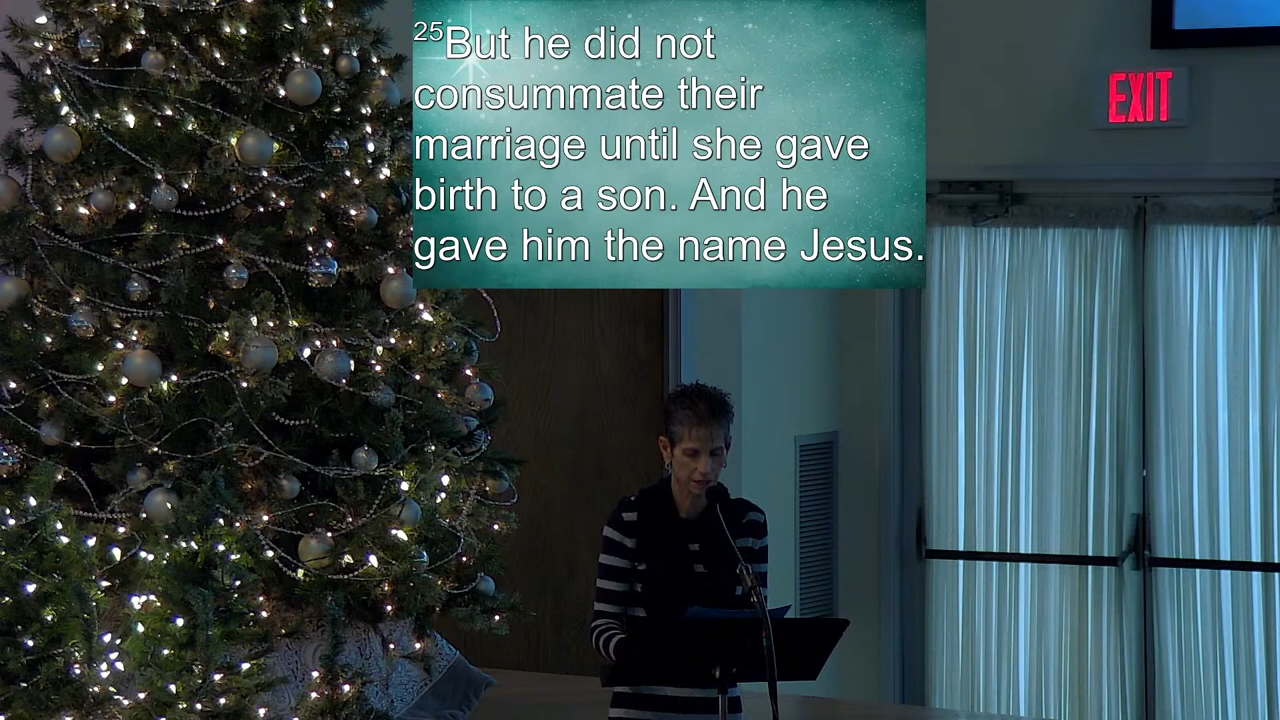 25But he did not
consummate their
marriage until she gave
birth to a son. And he
gave him the name Jesus.
EXIT